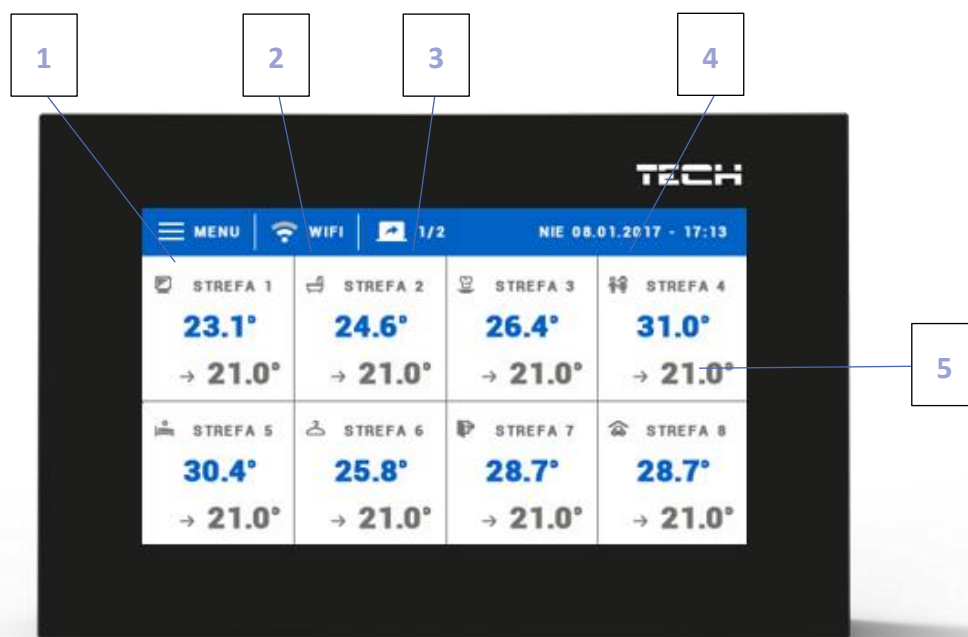 1 2 3 4
TECH
MENU WIFI 1/2 NIE 08.01.2017 - 17:13
STREFA 1 STREFA 2 STREFA 3 STREFA 4
23.1° 24.6° 26.4° 31.0°
→ 21.0° → 21.0° → 21.0° → 21.0°
5
STREFA 5 STREFA 6 STREFA 7 STREFA 8
30.4° 25.8° 28.7° 28.7°
→ 21.0° → 21.0° → 21.0° → 21.0°